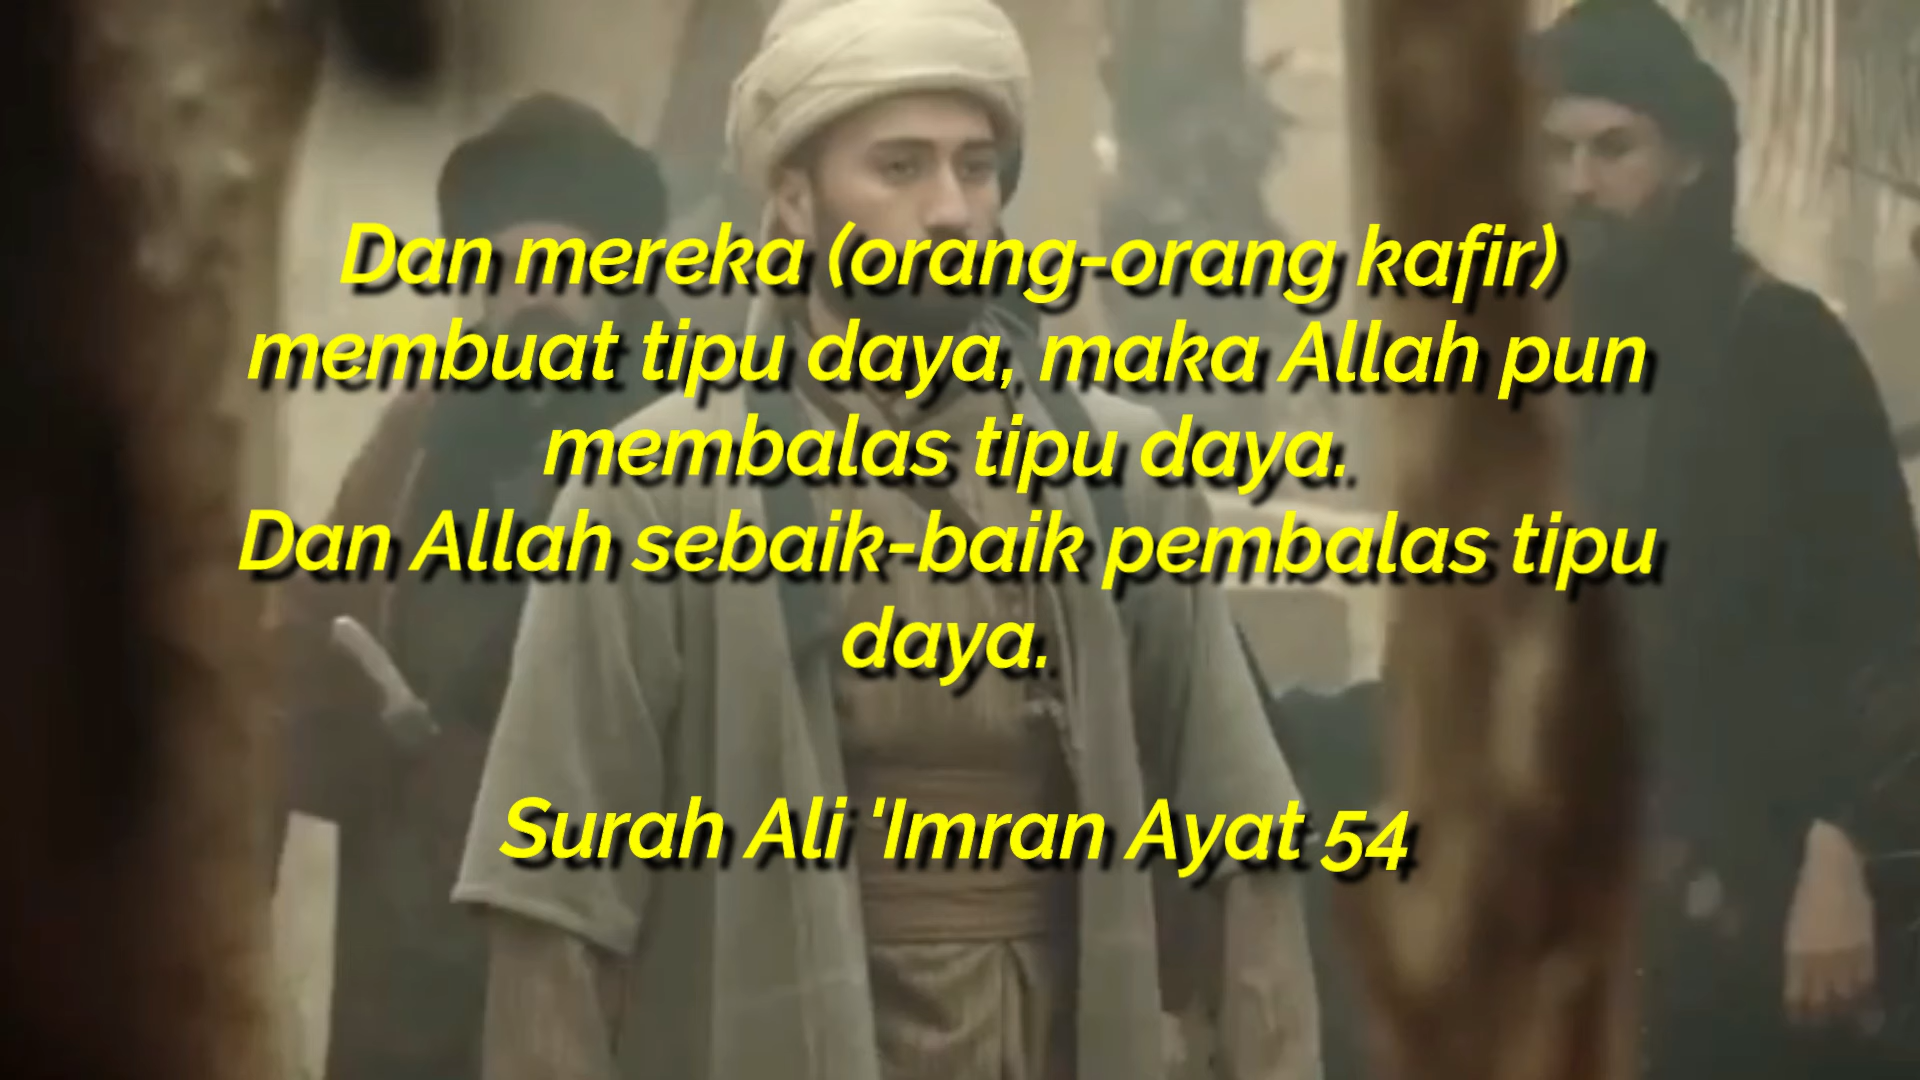 Dan mereka (orang-orang kafir)
membuat tipu daya, maka Allah pun
membalas tipu daya.
Dan Allah sebaik-baik pembalas tipu
daya.
Surah Ali 'Imran Ayat 54